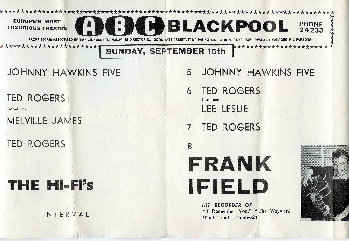 EUROPE'S MOST
LUXURIOUS THEATRE
ABC BLACKPOOL
PHONE
24233
SUNDAY, SEPTEMBER 15th
JOHNNY HAWKINS FIVE
TED ROGERS
MELVILLE JAMES
TED ROGERS
THE HI-FI's
INTERVAL
5 JOHNNY HAWKINS FIVE
6 TED ROGERS
LEE LESLIE
7 TED ROGERS
8
FRANK
IFIELD